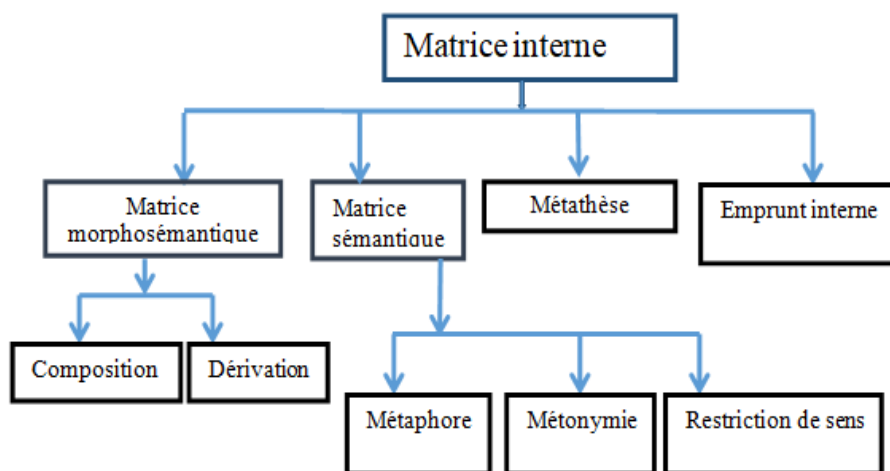 Matrice interne
Matrice
morphosémantique
Matrice
sémantique
Métathèse
Emprunt interne
Composition
Dérivation
Métaphore
Métonymie
Restriction de sens